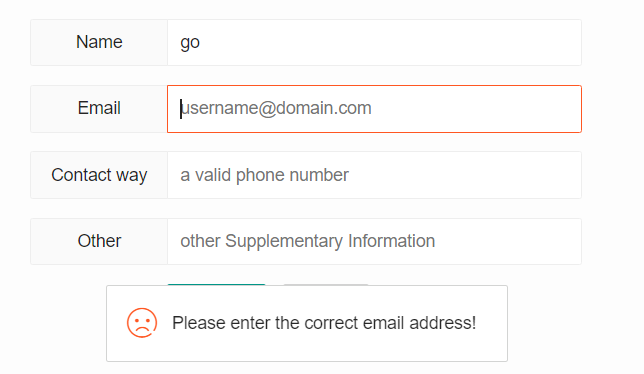 Name go
Email username@domain.com
Contact way a valid phone number
Other other Supplementary Information
Please enter the correct email address!